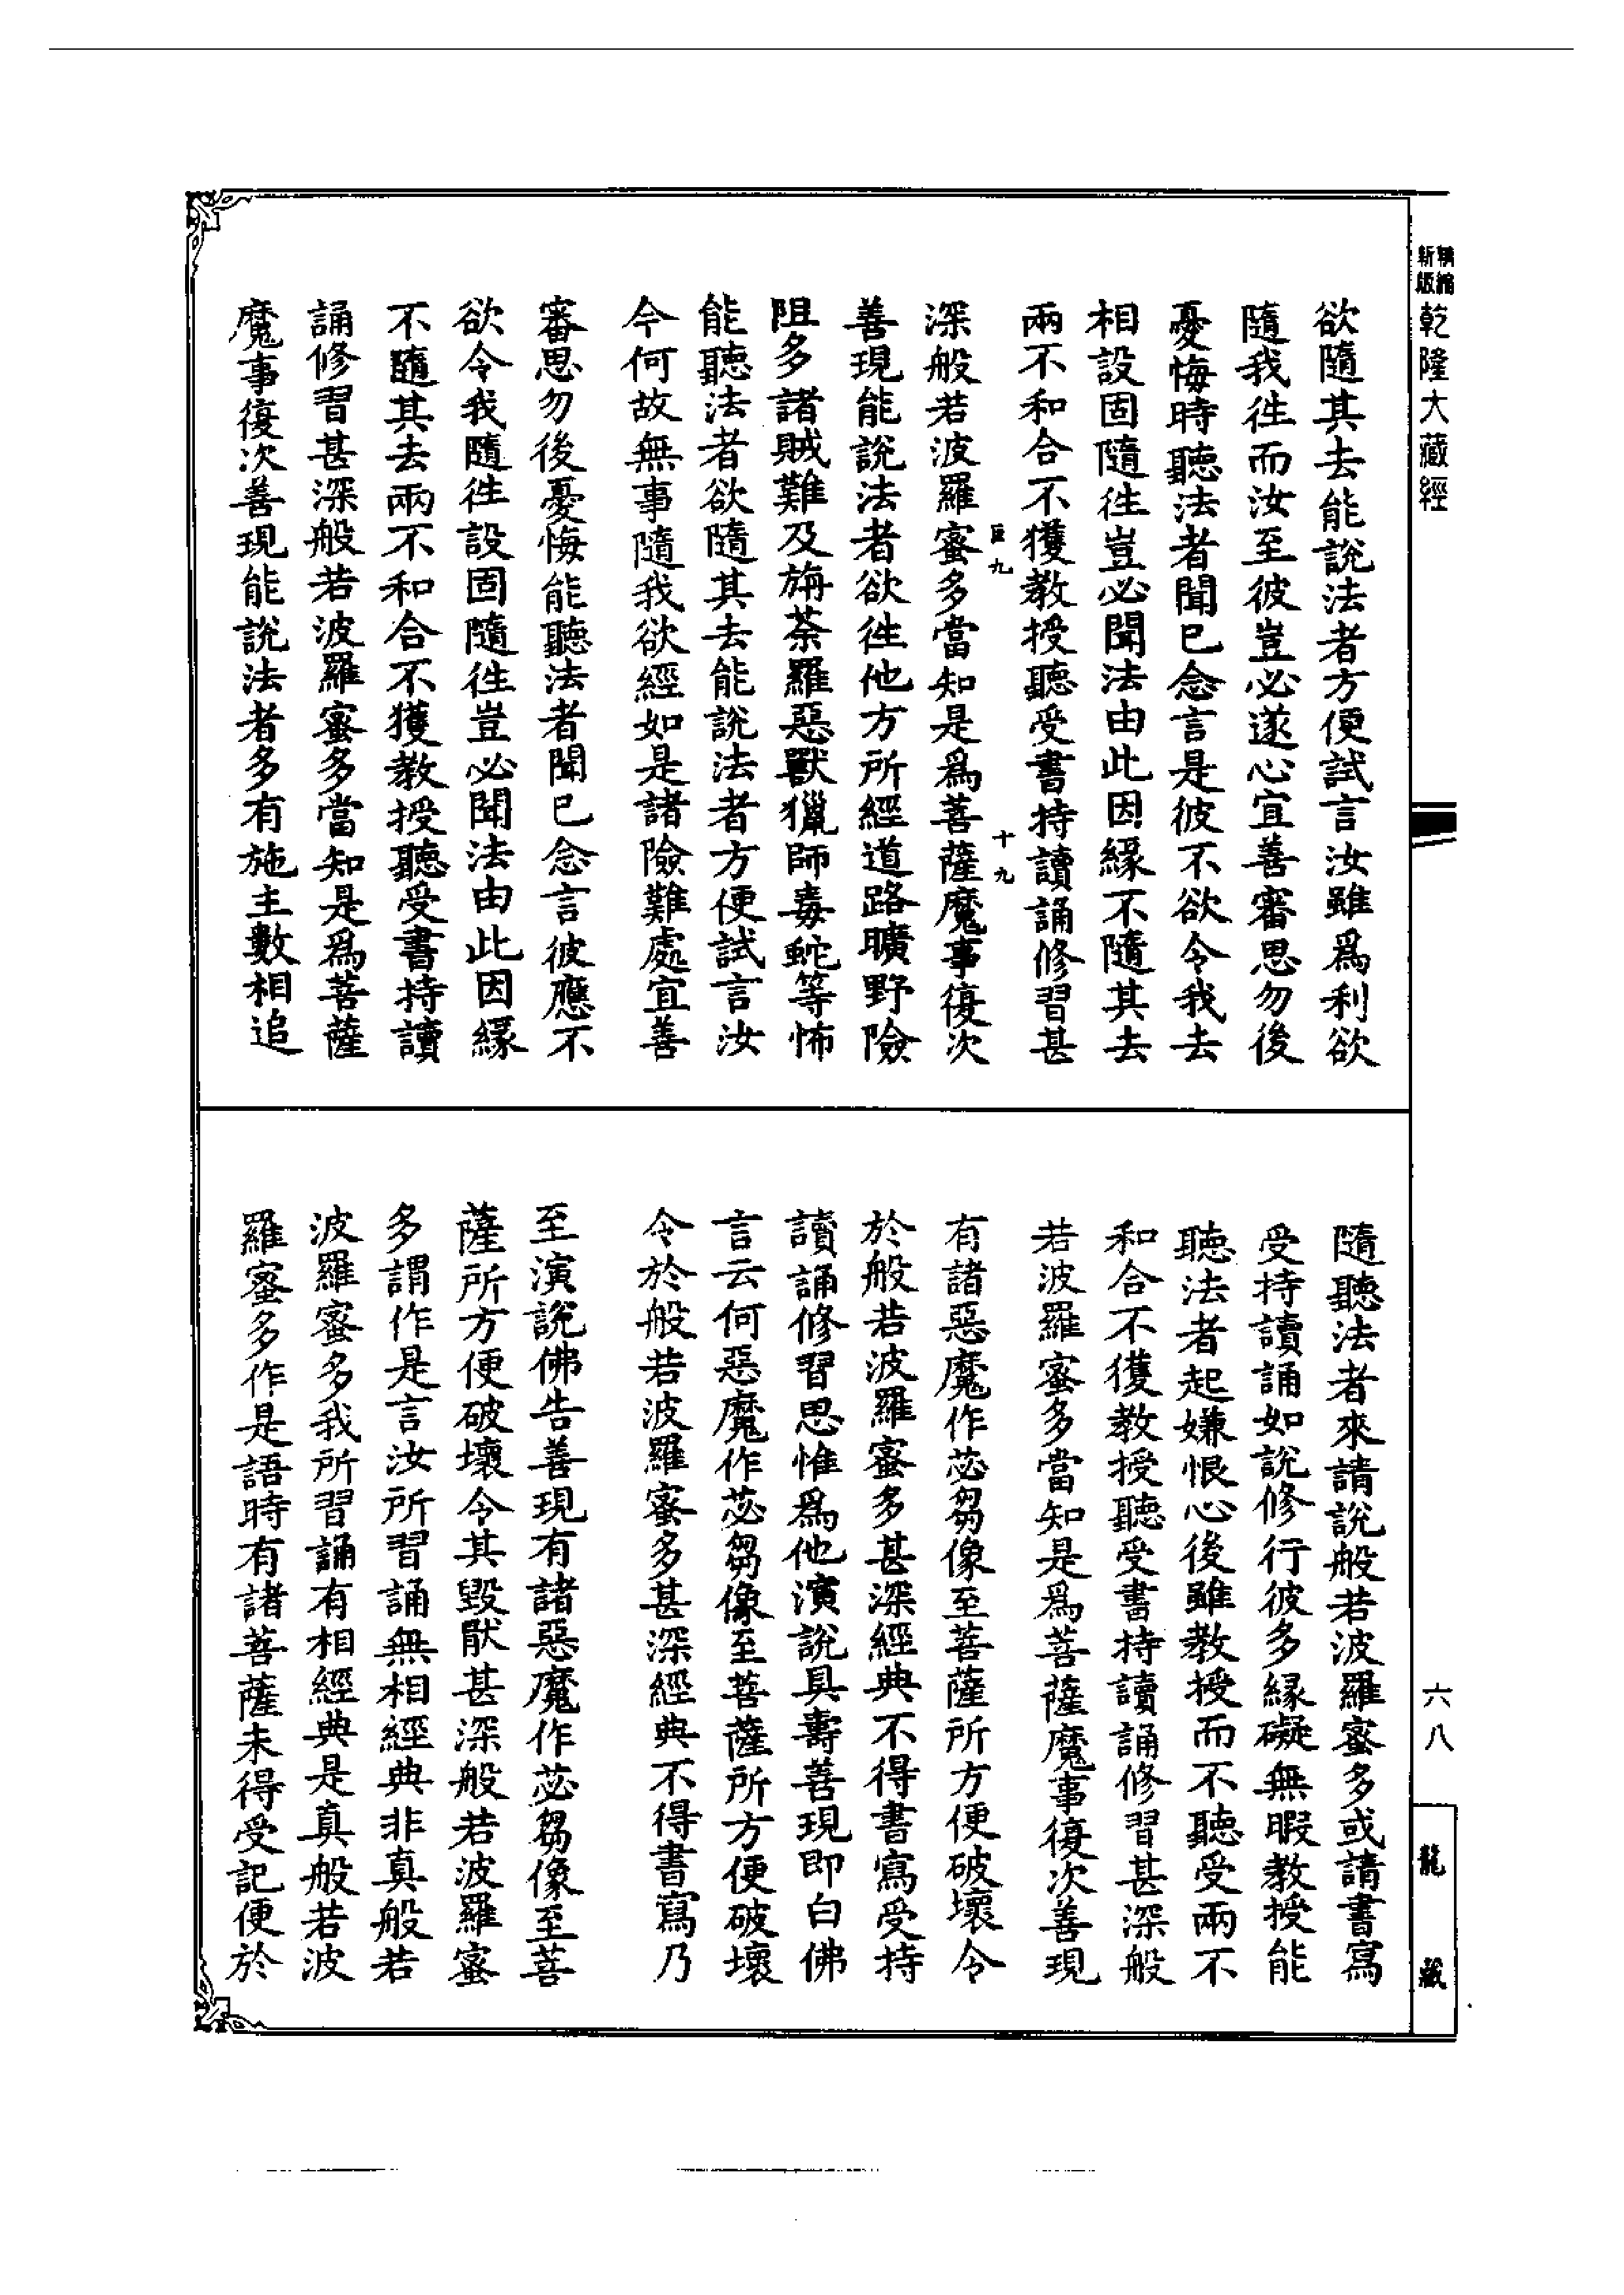 新版精縮
乾隆大藏經
六八
龍藏
欲隨其去能說法者方便試言汝雖爲利欲
隨我往而汝至彼豈必遂心宜善審思勿後
憂悔時聽法者聞已念言是彼不欲令我去
相設固隨往豈必聞法由此因緣不隨其去
兩不和合不獲教授聽受書持讀誦修習甚
十九
深般若波羅蜜多當知是爲菩薩魔事復次
善現能說法者欲往他方所經道路曠野險
阻多諸賊難及旃荼羅惡獸獵師毒蛇等怖
能聽法者欲隨其去能說法者方便試言汝
今何故無事隨我欲經如是諸險難處宜善
審思勿後憂悔能聽法者聞已念言彼應不
欲令我隨往設固隨往豈必聞法由此因緣
不隨其去兩不和合不獲教授聽受書持讀
誦修習甚深般若波羅蜜多當知是爲菩薩
魔事復次善現能說法者多有施主數相追
隨聽法者來請說般若波羅蜜多或請書寫
受持讀誦如說修行彼多緣礙無暇教授能
聽法者起嫌恨心後雖教授而不聽受兩不
和合不獲教授聽受書持讀誦修習甚深般
若波羅蜜多當知是爲菩薩魔事復次善現
有諸惡魔作苾芻像至菩薩所方便破壞令
於般若波羅蜜多甚深經典不得書寫受持
讀誦修習思惟爲他演說具壽善現即白佛
言云何惡魔作苾芻像至菩薩所方便破壞
令於般若波羅蜜多甚深經典不得書寫乃
至演說佛告善現有諸惡魔作苾芻像至菩
薩所方便破壞令其毀厭甚深般若波羅蜜
多謂作是言汝所習誦無相經典非真般若
波羅蜜多我所習誦有相經典是真般若波
羅蜜多作是語時有諸菩薩未得受記便於